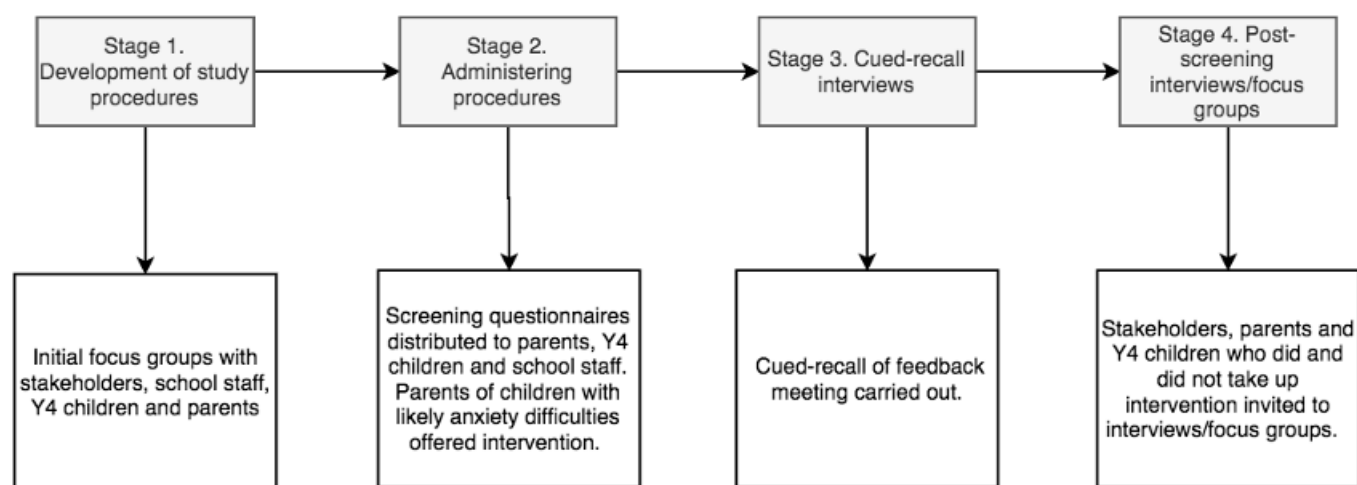 Stage 1.
Development of study
procedures
Stage 2.
Administering
procedures
Stage 3. Cued-recall
interviews
Stage 4. Post-
screening
interviews/focus
groups
Initial focus groups with
stakeholders, school staff,
Y4 children and parents
Screening questionnaires
distributed to parents, Y4
children and school staff.
Parents of children with
likely anxiety difficulties
offered intervention.
Cued-recall of feedback
meeting carried out.
Stakeholders, parents and
Y4 children who did and
did not take up
intervention invited to
interviews/focus groups.